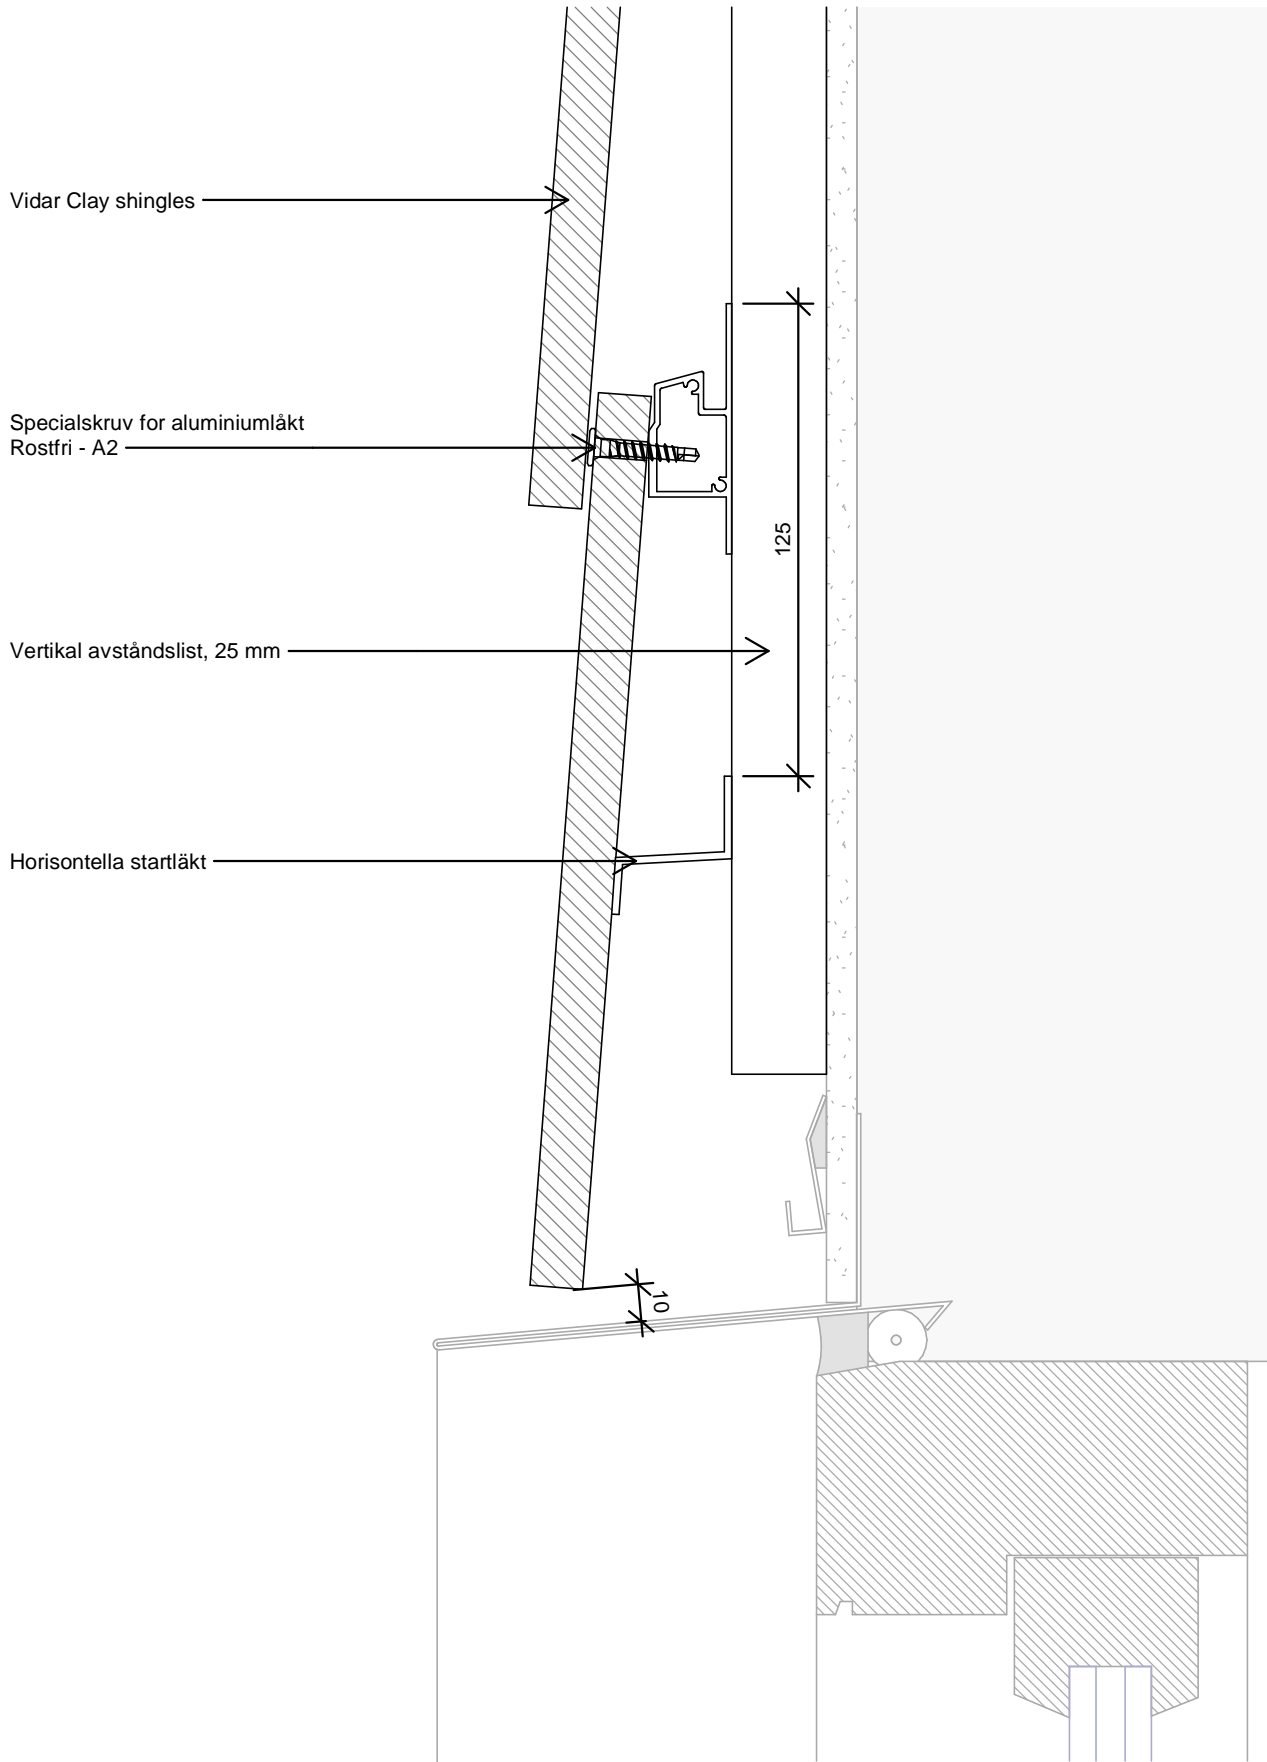 Vidar Clay shingles
Specialskruv for aluminiumlåkt
Rostfri - A2
125
Vertikal avståndslist, 25 mm
Horisontella startläkt
10